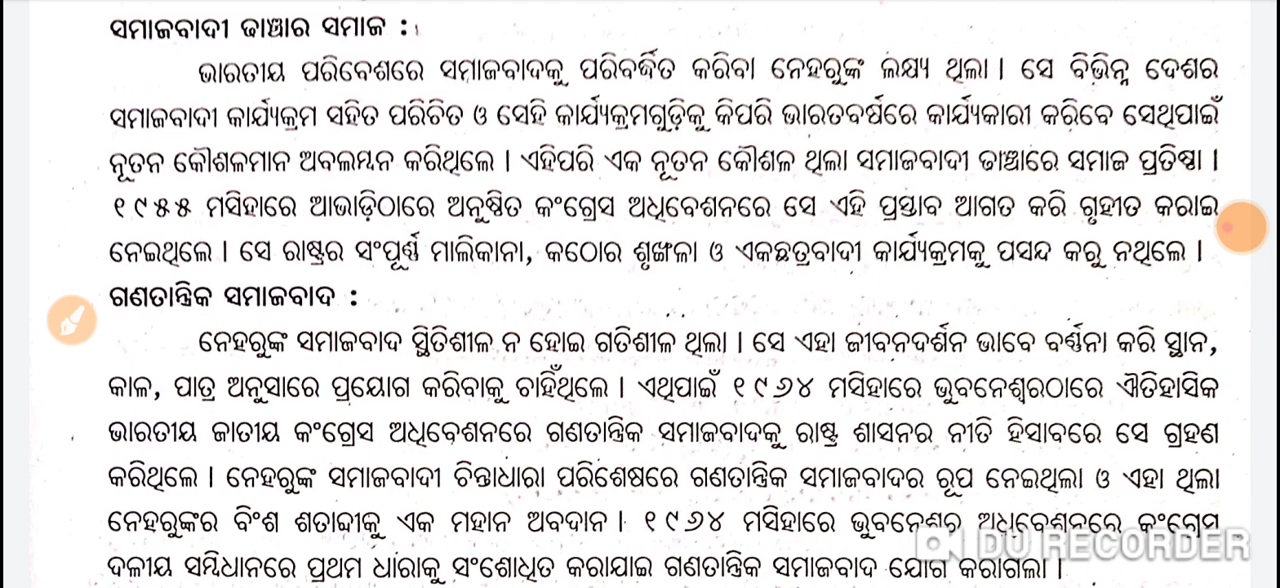 ସମାଜବାଦୀ ଢାଞ୍ଚାର ସମାଜ :
ଭାରତୀୟ ପରିବେଶରେ ସମାଜବାଦକୁ ପରିବର୍ଦ୍ଧିତ କରିବା ନେହରୁଙ୍କ ଲକ୍ଷ୍ୟ ଥିଲା । ସେ ବିଭିନ୍ନ ଦେଶର
ସମାଜବାଦୀ କାର୍ଯ୍ୟକ୍ରମ ସହିତ ପରିଚିତ ଓ ସେହି କାର୍ଯ୍ୟକ୍ରମଗୁଡ଼ିକୁ କିପରି ଭାରତବର୍ଷରେ କାର୍ଯ୍ୟକାରୀ କରିବେ ସେଥିପାଇଁ
ନୂତନ କୌଶଳମାନ ଅବଲମ୍ବନ କରିଥିଲେ । ଏହିପରି ଏକ ନୂତନ କୌଶଳ ଥିଲା ସମାଜବାଦୀ ଢାଞ୍ଚାରେ ସମାଜ ପ୍ରତିଷ୍ଠା ।
୧୯୫୫ ମସିହାରେ ଆଭାଡ଼ିଠାରେ ଅନୁଷ୍ଠିତ କଂଗ୍ରେସ ଅଧିବେଶନରେ ସେ ଏହି ପ୍ରସ୍ତାବ ଆଗତ କରି ଗୃହୀତ କରାଇ
ନେଇଥିଲେ । ସେ ରାଷ୍ଟ୍ରର ସଂପୂର୍ଣ୍ଣ ମାଲିକାନା, କଠୋର ଶୃଙ୍ଖଳା ଓ ଏକଛତ୍ରବାଦୀ କାର୍ଯ୍ୟକ୍ରମକୁ ପସନ୍ଦ କରୁ ନଥିଲେ ।
ଗଣତାନ୍ତ୍ରିକ ସମାଜବାଦ :
ନେହରୁଙ୍କ ସମାଜବାଦ ସ୍ଥିତିଶୀଳ ନ ହୋଇ ଗତିଶୀଳ ଥିଲା । ସେ ଏହା ଜୀବନଦର୍ଶନ ଭାବେ ବର୍ଣ୍ଣନା କରି ସ୍ଥାନ,
କାଳ, ପାତ୍ର ଅନୁସାରେ ପ୍ରୟୋଗ କରିବାକୁ ଚାହିଁଥିଲେ । ଏଥିପାଇଁ ୧୯୬୪ ମସିହାରେ ଭୁବନେଶ୍ୱରଠାରେ ଐତିହାସିକ
ଭାରତୀୟ ଜାତୀୟ କଂଗ୍ରେସ ଅଧିବେଶନରେ ଗଣତାନ୍ତ୍ରିକ ସମାଜବାଦକୁ ରାଷ୍ଟ୍ର ଶାସନର ନୀତି ହିସାବରେ ସେ ଗ୍ରହଣ
କରିଥିଲେ । ନେହରୁଙ୍କ ସମାଜବାଦୀ ଚିନ୍ତାଧାରା ପରିଶେଷରେ ଗଣତାନ୍ତ୍ରିକ ସମାଜବାଦର ରୂପ ନେଇଥିଲା ଓ ଏହା ଥିଲା
ନେହରୁଙ୍କର ବିଂଶ ଶତାବ୍ଦୀକୁ ଏକ ମହାନ ଅବଦାନ । ୧୯୬୪ ମସିହାରେ ଭୁବନେଶ୍ୱର ଅଧିବେଶନରେ କଂଗ୍ରେସ
ଦଳୀୟ ସମ୍ବିଧାନରେ ପ୍ରଥମ ଧାରାକୁ ସଂଶୋଧିତ କରାଯାଇ ଗଣତାନ୍ତ୍ରିକ ସମାଜବାଦ ଯୋଗ କରାଗଲା ।
DU RECORDER